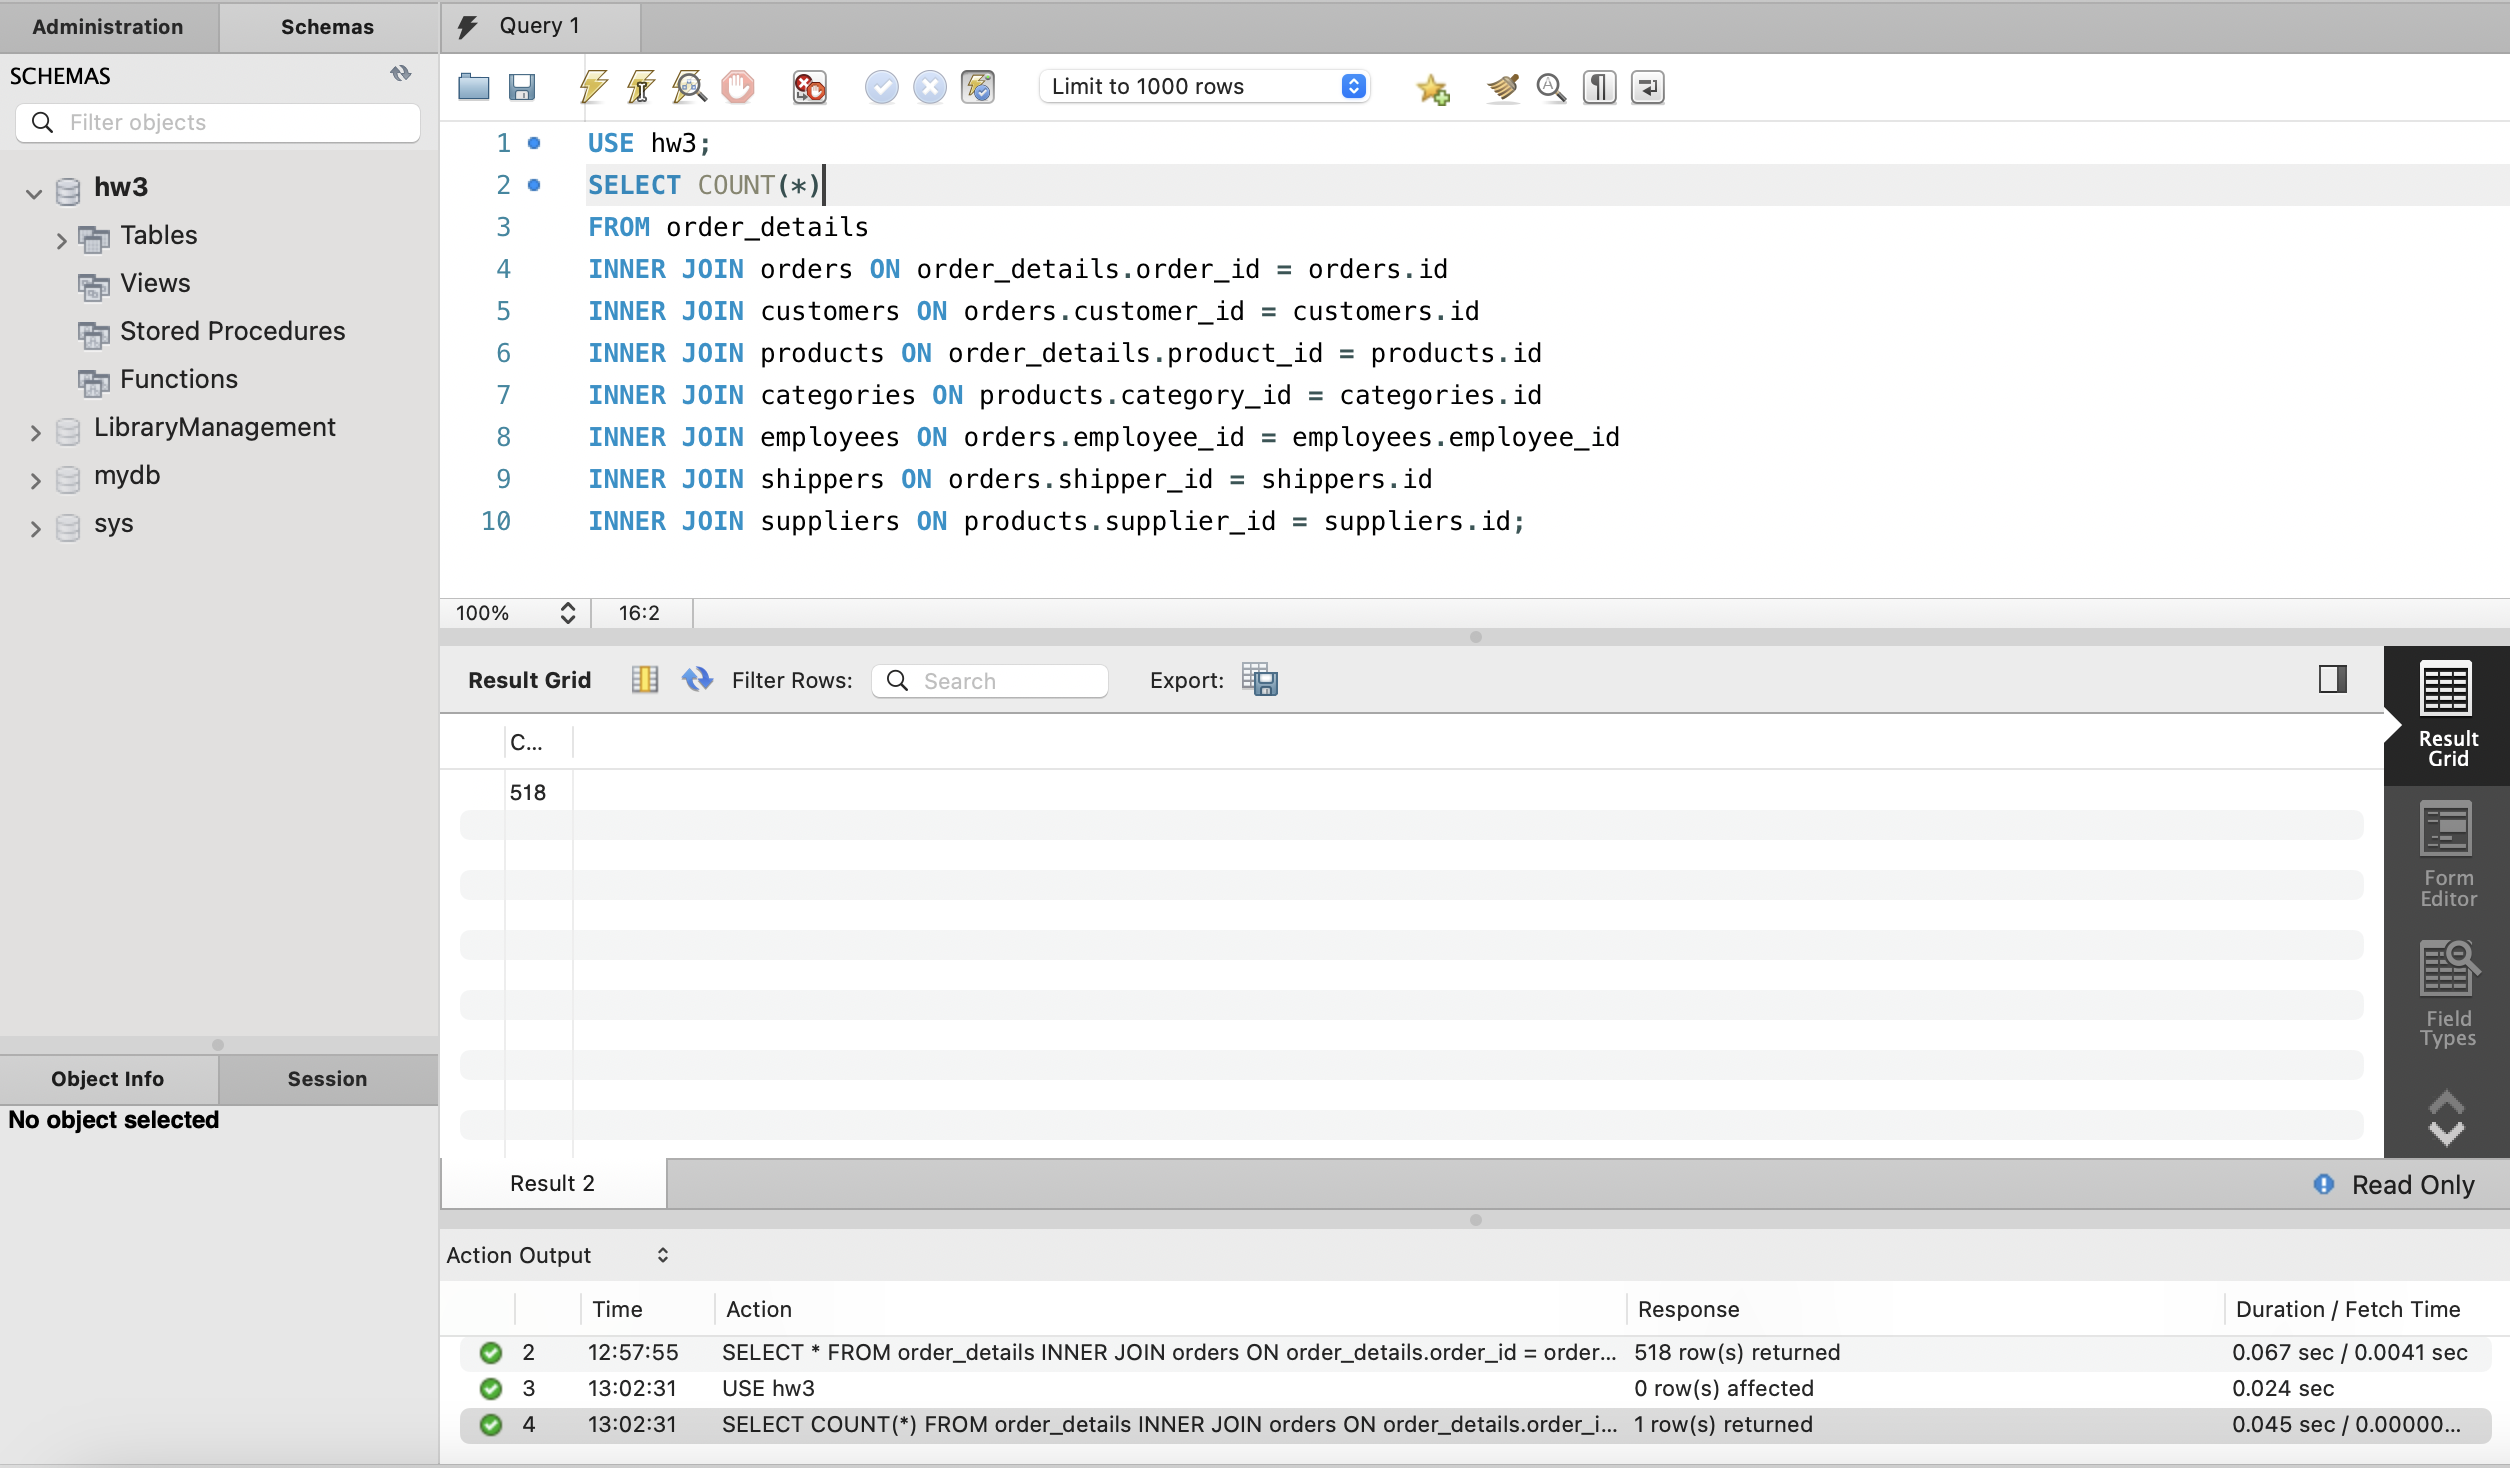 Administration
Schemas
Query 1
SCHEMAS
Filter objects
hw3
Tables
Views
Stored Procedures
Functions
LibraryManagement
mydb
sys
Object Info
Session
No object selected
Limit to 1000 rows
1 USE hw3;
2 SELECT COUNT(*)
3 FROM order_details
4 INNER JOIN orders ON order_details.order_id = orders.id
5 INNER JOIN customers ON orders.customer_id = customers.id
6 INNER JOIN products ON order_details.product_id = products.id
7 INNER JOIN categories ON products.category_id = categories.id
8 INNER JOIN employees ON orders.employee_id = employees.employee_id
9 INNER JOIN shippers ON orders.shipper_id = shippers.id
10 INNER JOIN suppliers ON products.supplier_id = suppliers.id;
100% 16:2
Result Grid Filter Rows: Search Export:
C...
518
Result
Grid
Form
Editor
Field
Types
Result 2
Read Only
Action Output
Time Action Response Duration / Fetch Time
2 12:57:55 SELECT * FROM order_details INNER JOIN orders ON order_details.order_id = order... 518 row(s) returned 0.067 sec / 0.0041 sec
3 13:02:31 USE hw3 0 row(s) affected 0.024 sec
4 13:02:31 SELECT COUNT(*) FROM order_details INNER JOIN orders ON order_details.order_i... 1 row(s) returned 0.045 sec / 0.00000...